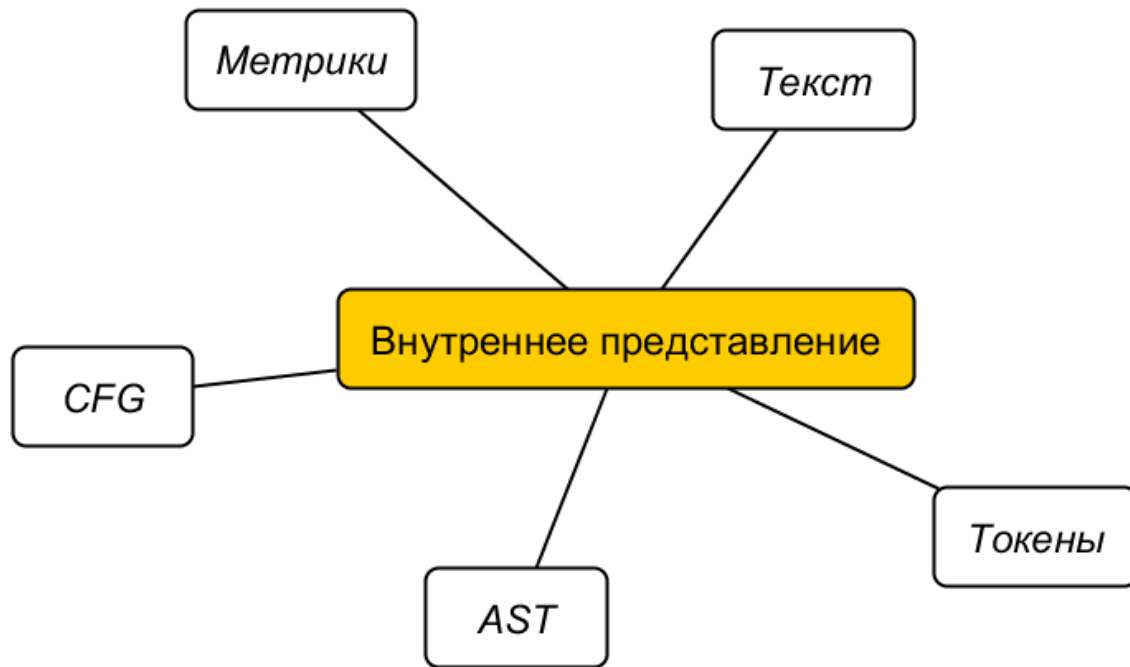 Метрики
Текст
Внутреннее представление
CFG
Токены
AST